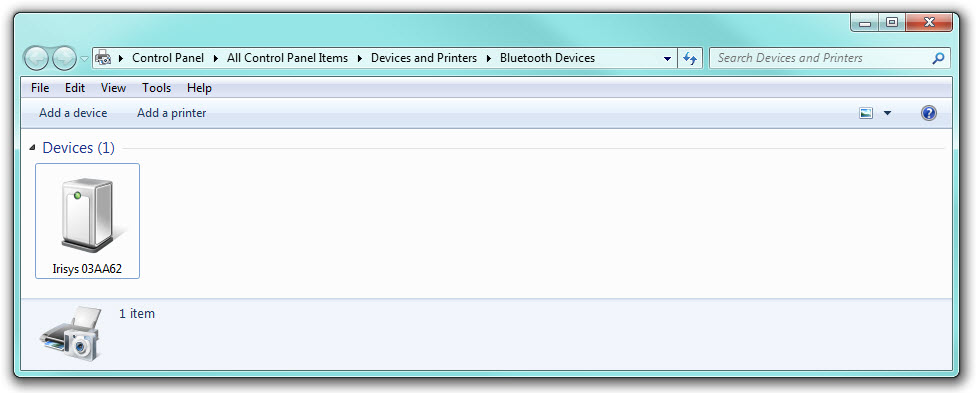 Control Panel All Control Panel Items Devices and Printers Bluetooth Devices Search Devices and Printers
File Edit View Tools Help
Add a device Add a printer
Devices (1)
Irisys 03AA62
1 item